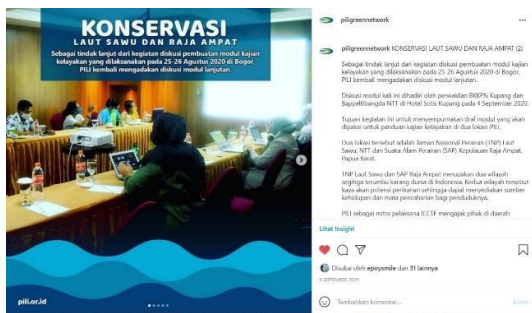 KONSERVASI
LAUT SAWU DAN RAJA AMPAT
Sebagai tindak lanjut dari kegiatan diskusi pembuatan modul kajian
kelayakan yang dilaksanakan pada 25-26 Agustus 2020 di Bogor,
PILI kembali mengadakan diskusi modul lanjutan.
pili.or.id
piligreennetwork
piligreennetwork KONSERVASI LAUT SAWU DAN RAJA AMPAT (2)
Sebagai tindak lanjut dari kegiatan diskusi pembuatan modul kajian
kelayakan yang dilaksanakan pada 25-26 Agustus 2020 di Bogor,
PILI kembali mengadakan diskusi modul lanjutan.
Diskusi modul kali ini dihadiri oleh perwakilan BKKPN Kupang dan
Bappelitbangda NTT di Hotel Sotis Kupang pada 4 September 2020.
Tujuan kegiatan ini untuk menyempurnakan draf modul yang akan
dipakai untuk panduan kajian kelayakan di dua lokasi PILI.
Dua lokasi tersebut adalah Taman Nasional Perairan (TNP) Laut
Sawu, NTT dan Suaka Alam Perairan (SAP) Kepulauan Raja Ampat,
Papua Barat.
TNP Laut Sawu dan SAP Raja Ampat merupakan dua wilayah
segitiga terumbu karang dunia di Indonesia. Kedua wilayah tersebut
kaya akan potensi perikanan sehingga dapat menyediakan sumber
kehidupan dan mata pencaharian bagi penduduknya.
PILI sebagai mitra pelaksana ICCTF mengajak pihak di daerah
Lihat Insight
Disukai oleh epoysmile dan 31 lainnya
SEPTEMBER 2020
Tambahkan komentar...
Kirim